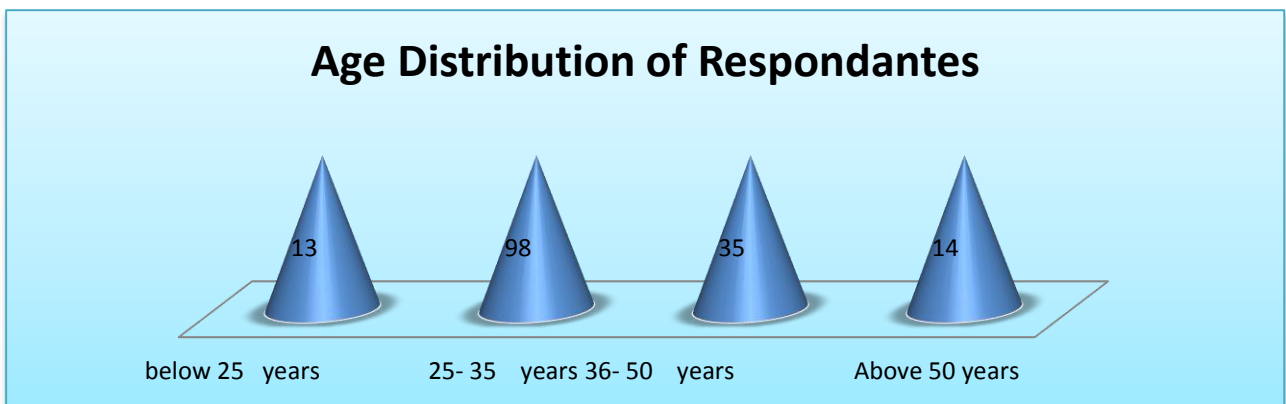 Age Distribution of Respondantes
13 98 35 14
below 25 years 25- 35 years 36- 50 years Above 50 years